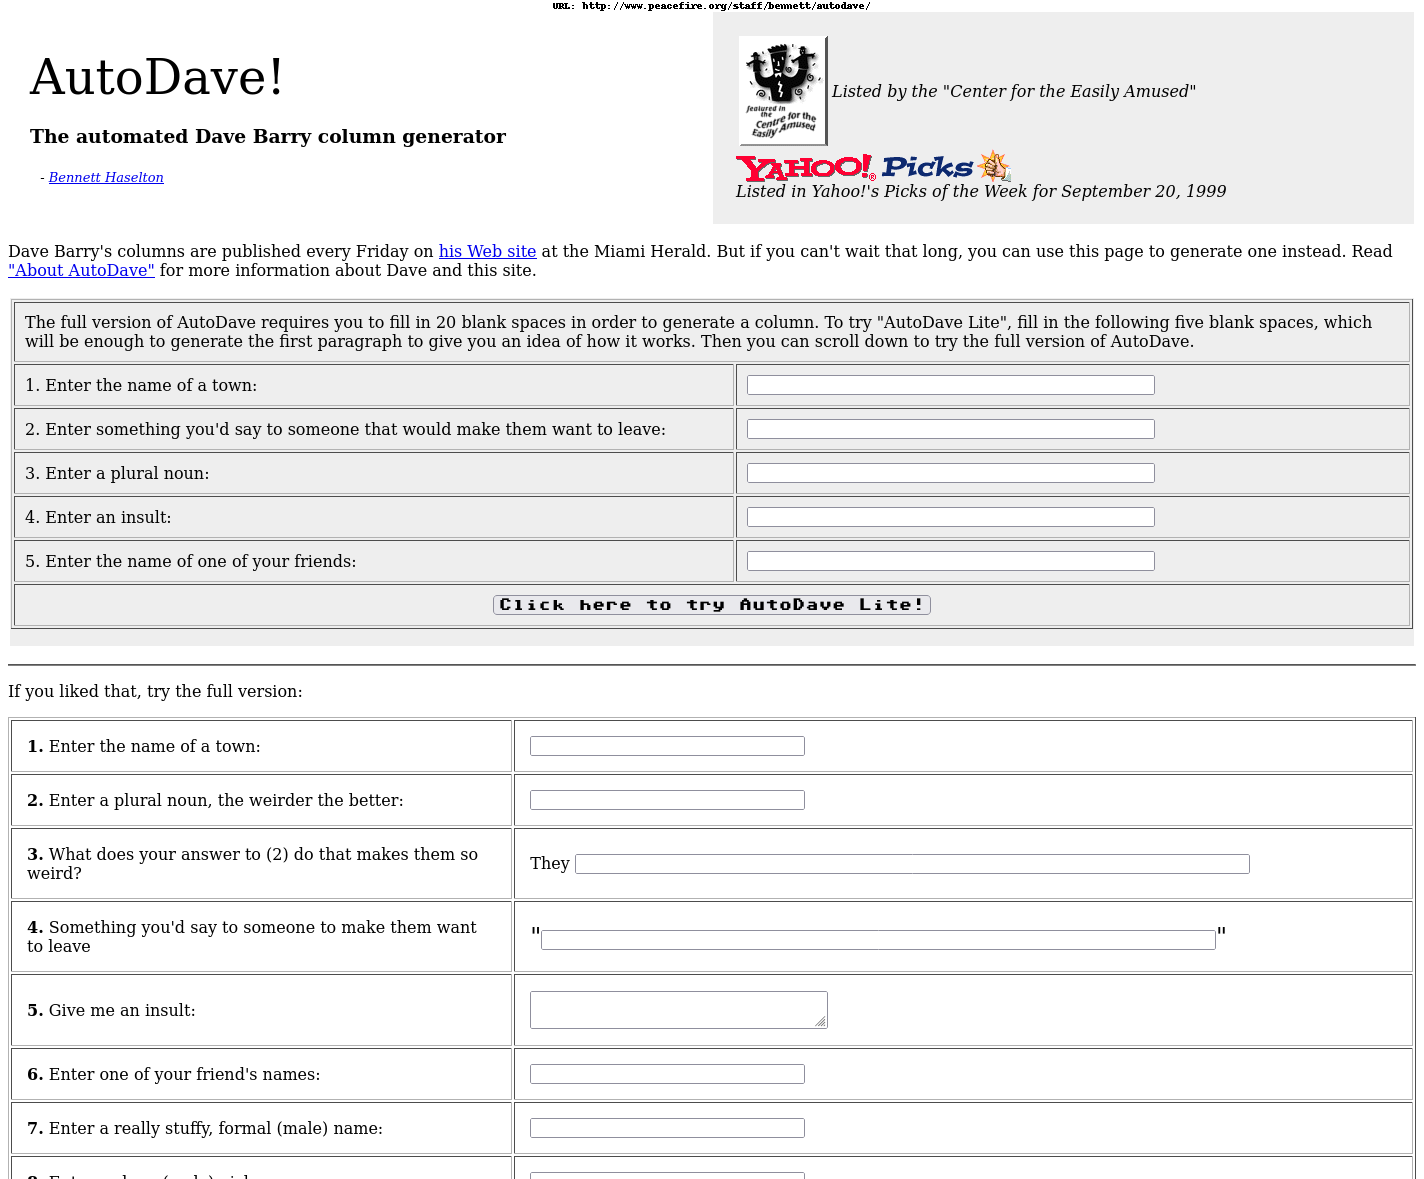 URL: http://www.peacefire.org/staff/bennett/autodave/
AutoDave!
The automated Dave Barry column generator
- Bennett Haselton
featured in
the
Centre for the
Easily Amused
Listed by the "Center for the Easily Amused"
YAHOO!® Picks
Listed in Yahoo!'s Picks of the Week for September 20, 1999
Dave Barry's columns are published every Friday on his Web site at the Miami Herald. But if you can't wait that long, you can use this page to generate one instead. Read
"About AutoDave" for more information about Dave and this site.
The full version of AutoDave requires you to fill in 20 blank spaces in order to generate a column. To try "AutoDave Lite", fill in the following five blank spaces, which
will be enough to generate the first paragraph to give you an idea of how it works. Then you can scroll down to try the full version of AutoDave.
1. Enter the name of a town:
2. Enter something you'd say to someone that would make them want to leave:
3. Enter a plural noun:
4. Enter an insult:
5. Enter the name of one of your friends:
Click here to try AutoDave Lite!
If you liked that, try the full version:
1. Enter the name of a town:
2. Enter a plural noun, the weirder the better:
3. What does your answer to (2) do that makes them so
weird?
They
4. Something you'd say to someone to make them want
to leave
" "
5. Give me an insult:
6. Enter one of your friend's names:
7. Enter a really stuffy, formal (male) name: